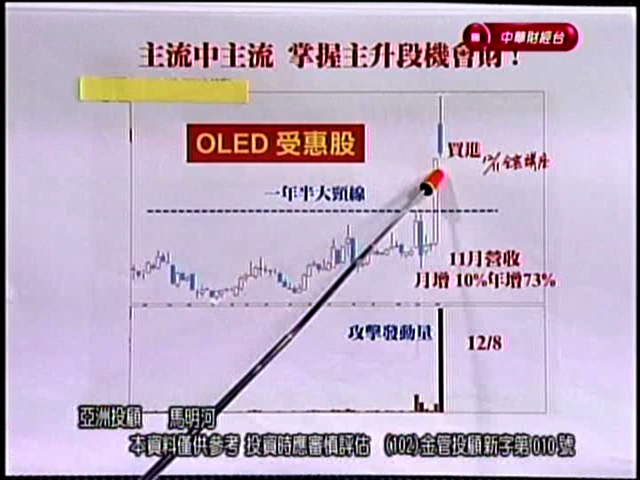 中華財經台
主流中主流 掌握主升段機會財！
OLED 受惠股
買進
12/11
一年半大頸線
11月營收
月增 10%年增73%
攻擊發動量
12/8
亞洲投顧 馬明河
本資料僅供參考 投資時應審慎評估 (102)金管投顧新字第010號